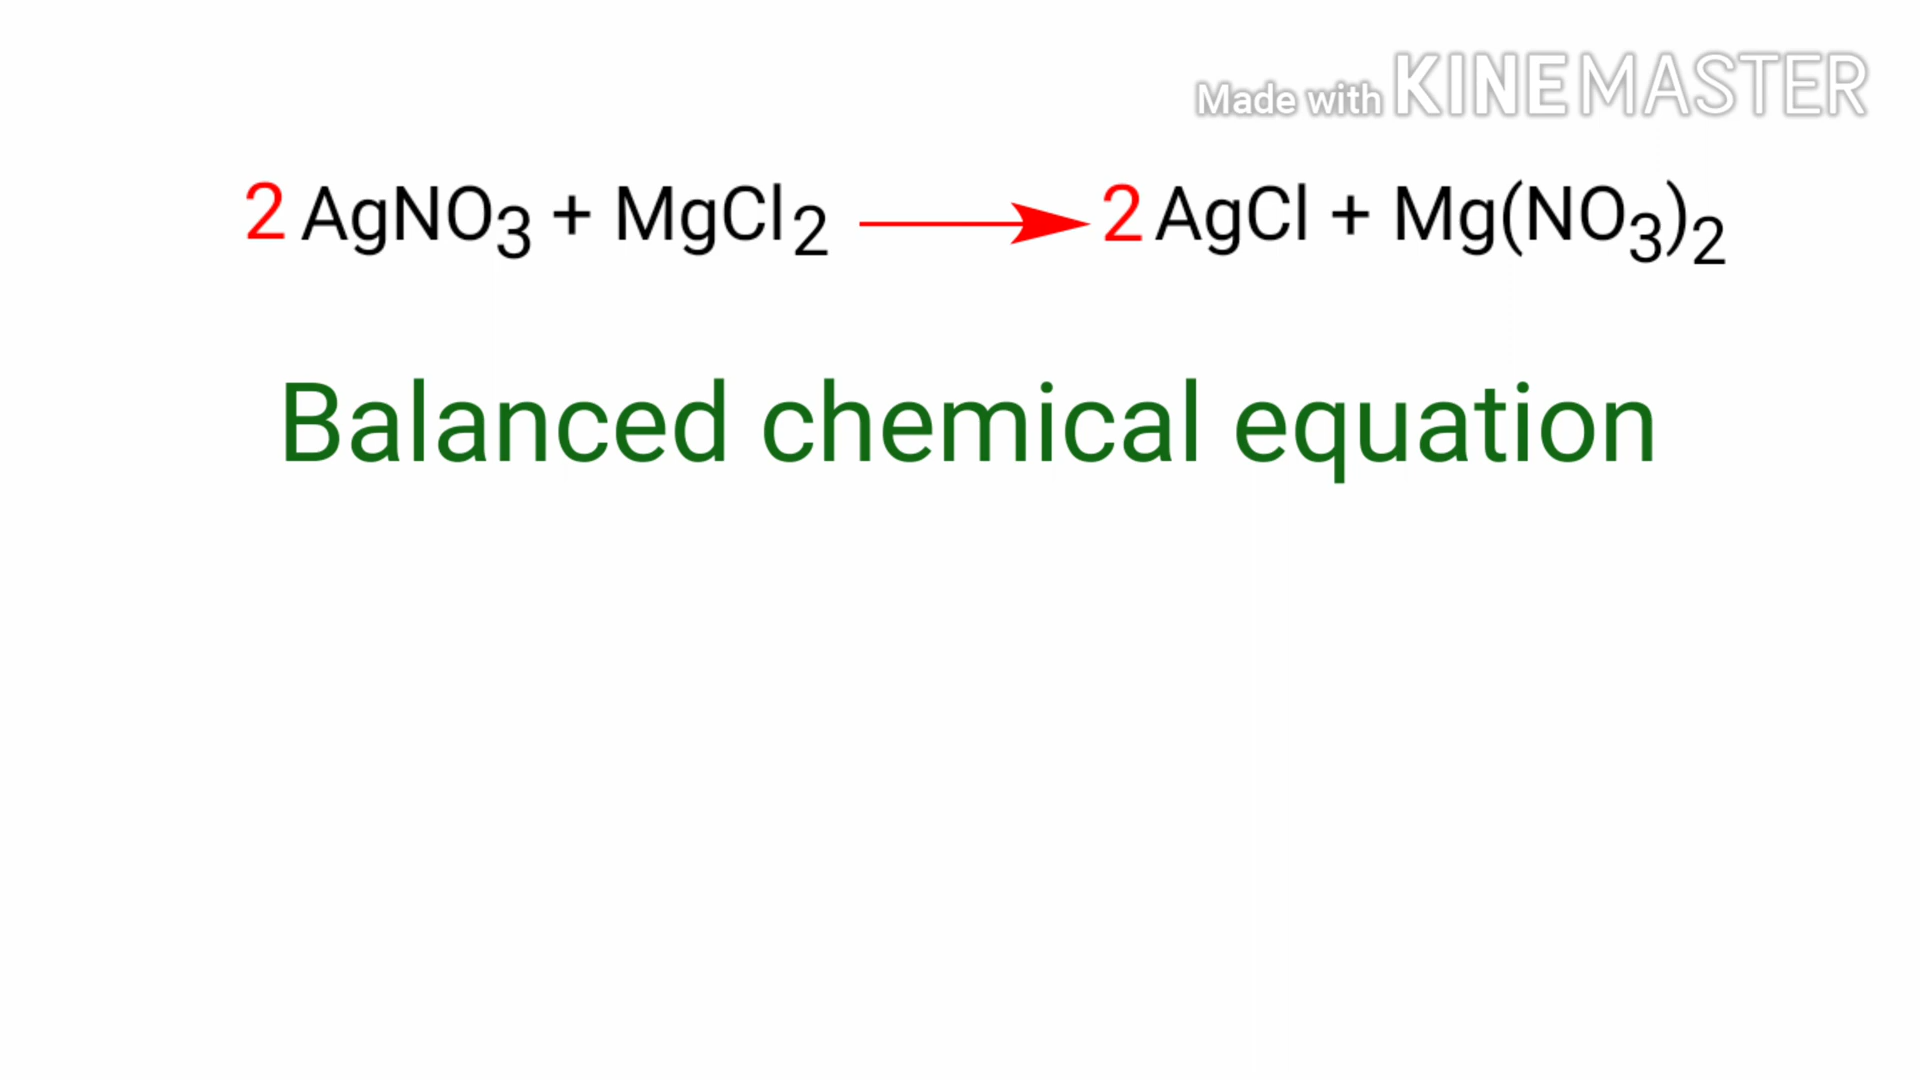 Made with KINEMASTER
2 AgNO3 + MgCl2 → 2 AgCl + Mg(NO3)2
Balanced chemical equation